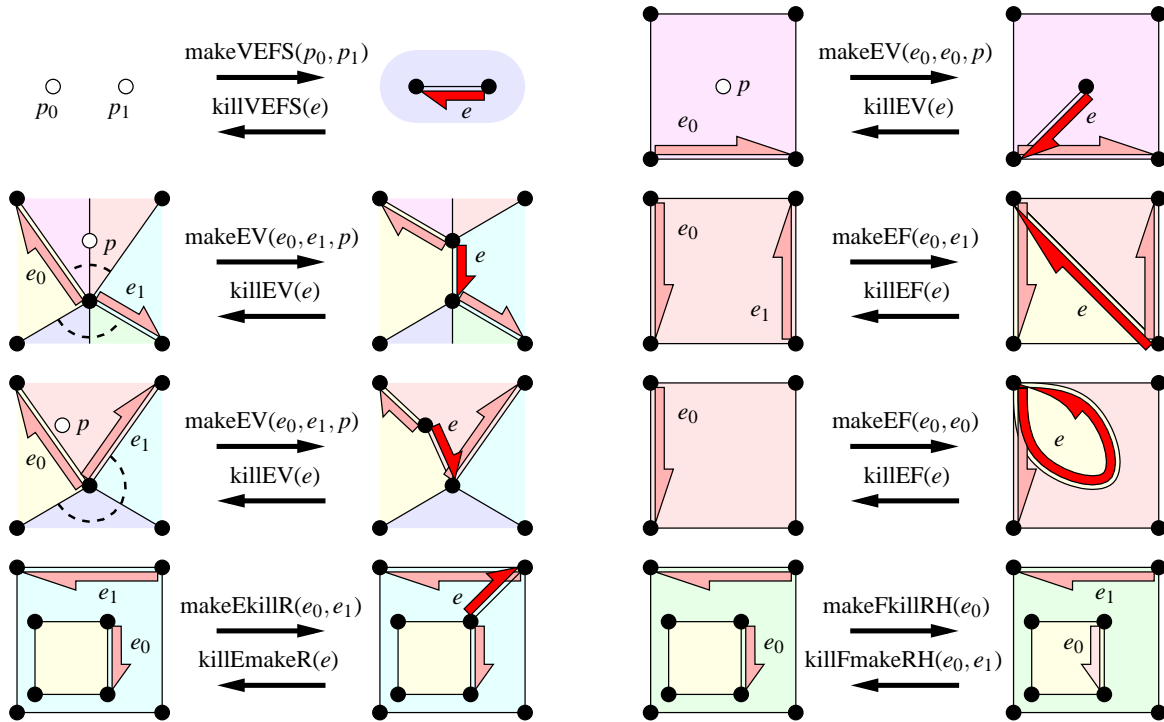 p0 p1
makeVEFS(p0, p1)
killVEFS(e)
e
p
e0
makeEV(e0, e0, p)
killEV(e)
e
p
e0
e1
makeEV(e0, e1, p)
killEV(e)
e
e0
e1
makeEF(e0, e1)
killEF(e)
e
p
e0
e1
makeEV(e0, e1, p)
killEV(e)
e
e0
makeEF(e0, e0)
killEF(e)
e
e1
e0
makeEkillR(e0, e1)
killEmakeR(e)
e
e0
makeFkillRH(e0)
killFmakeRH(e0, e1)
e1
e0